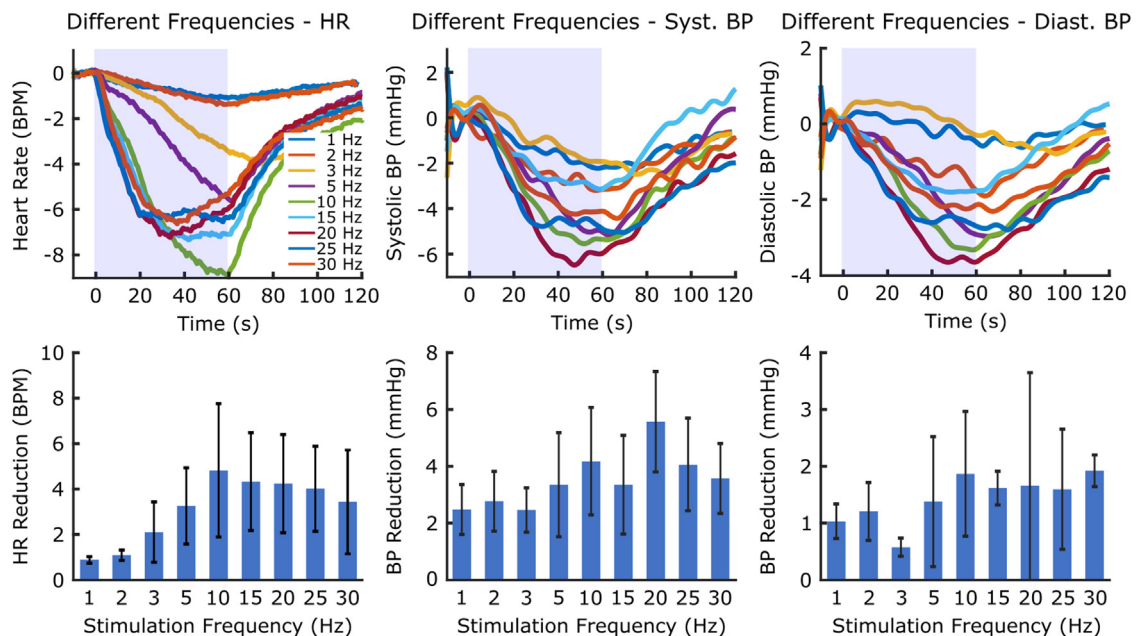 Different Frequencies - HR
Different Frequencies - Syst. BP
Different Frequencies - Diast. BP
Heart Rate (BPM)
0
-2
-4
-6
-8
1 Hz
2 Hz
3 Hz
5 Hz
10 Hz
15 Hz
20 Hz
25 Hz
30 Hz
0 20 40 60 80 100 120
Time (s)
Systolic BP (mmHg)
2
0
-2
-4
-6
0 20 40 60 80 100 120
Time (s)
Diastolic BP (mmHg)
2
0
-2
-4
0 20 40 60 80 100 120
Time (s)
HR Reduction (BPM)
10
8
6
4
2
0
1 2 3 5 10 15 20 25 30
Stimulation Frequency (Hz)
BP Reduction (mmHg)
8
6
4
2
0
1 2 3 5 10 15 20 25 30
Stimulation Frequency (Hz)
BP Reduction (mmHg)
4
3
2
1
0
1 2 3 5 10 15 20 25 30
Stimulation Frequency (Hz)